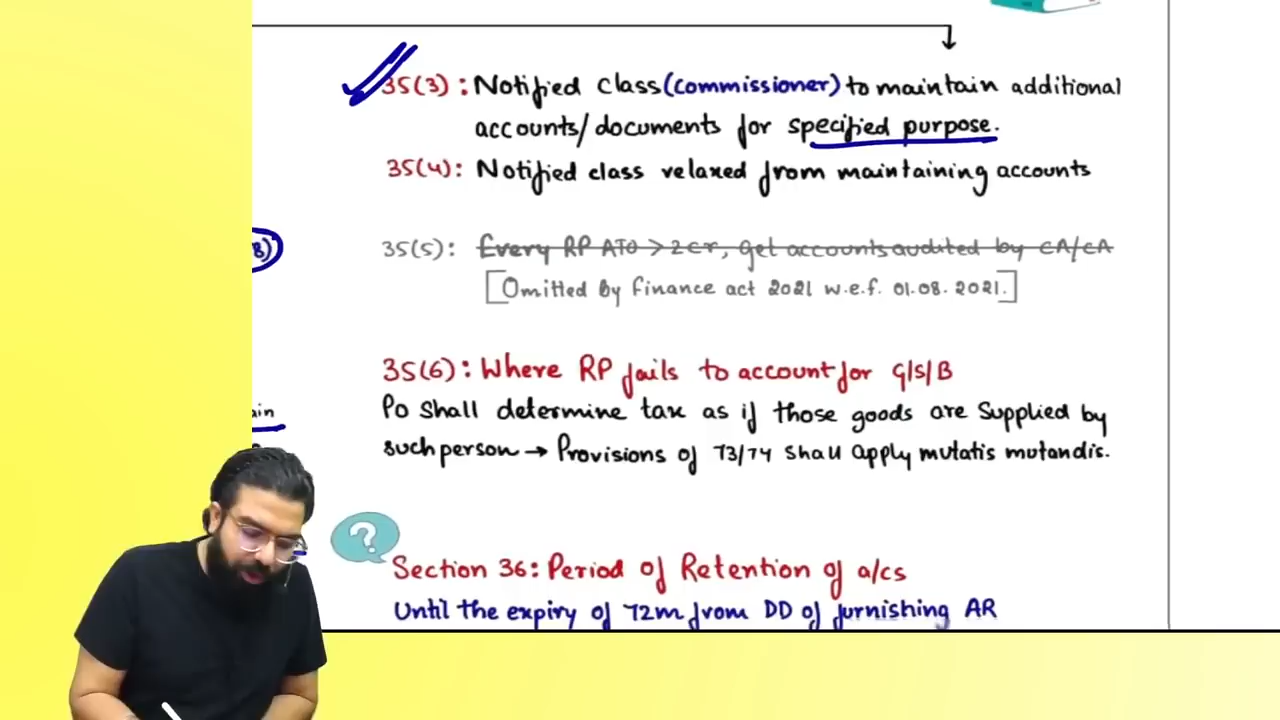 35(3): Notified class (commissioner) to maintain additional
accounts/documents for specified purpose.
35(4): Notified class relaxed from maintaining accounts
8)
35(5): Every RP ATO > 2cr, get accounts audited by CA/CA
[Omitted by finance act 2021 w.e.f. 01.08.2021.]
35(6): Where RP fails to account for G/S/B
PO shall determine tax as if those goods are supplied by
ain
such person → Provisions of 73/74 shall apply mutatis mutandis.
?
Section 36: Period of Retention of a/cs
Until the expiry of 72m from DD of furnishing AR